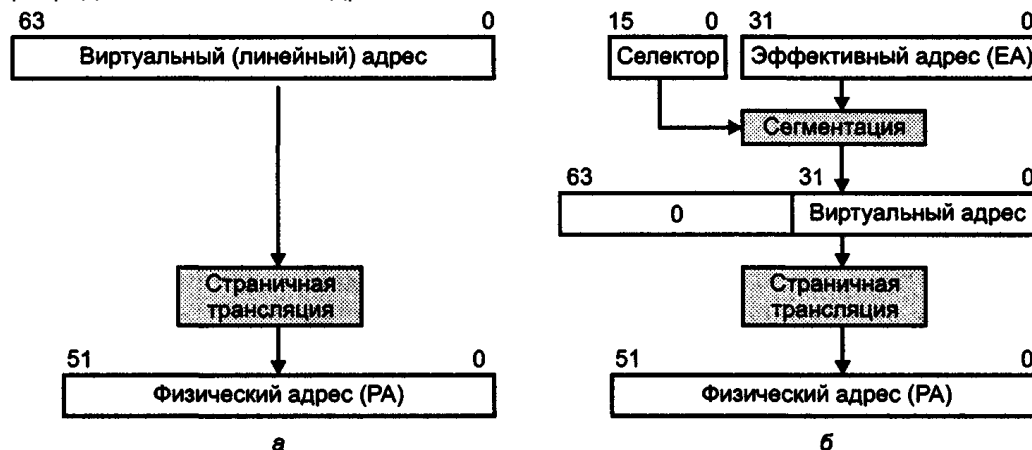 63 0
Виртуальный (линейный) адрес
Страничная
трансляция
51 0
Физический адрес (PA)
а
15 0 31 0
Селектор Эффективный адрес (EA)
Сегментация
63 31 0
0 Виртуальный адрес
Страничная
трансляция
51 0
Физический адрес (PA)
б